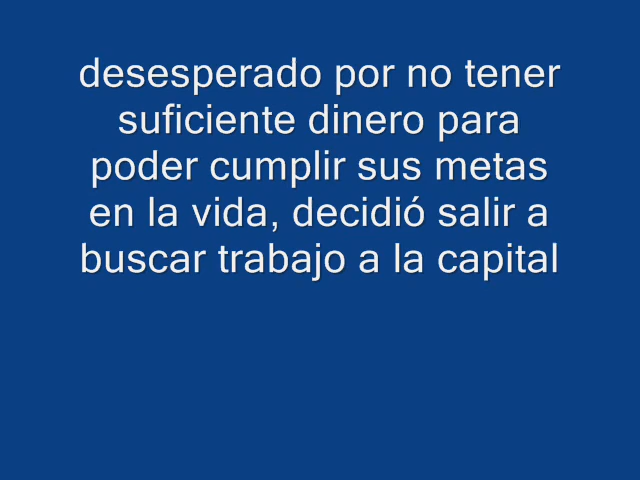 desesperado por no tener
suficiente dinero para
poder cumplir sus metas
en la vida, decidió salir a
buscar trabajo a la capital